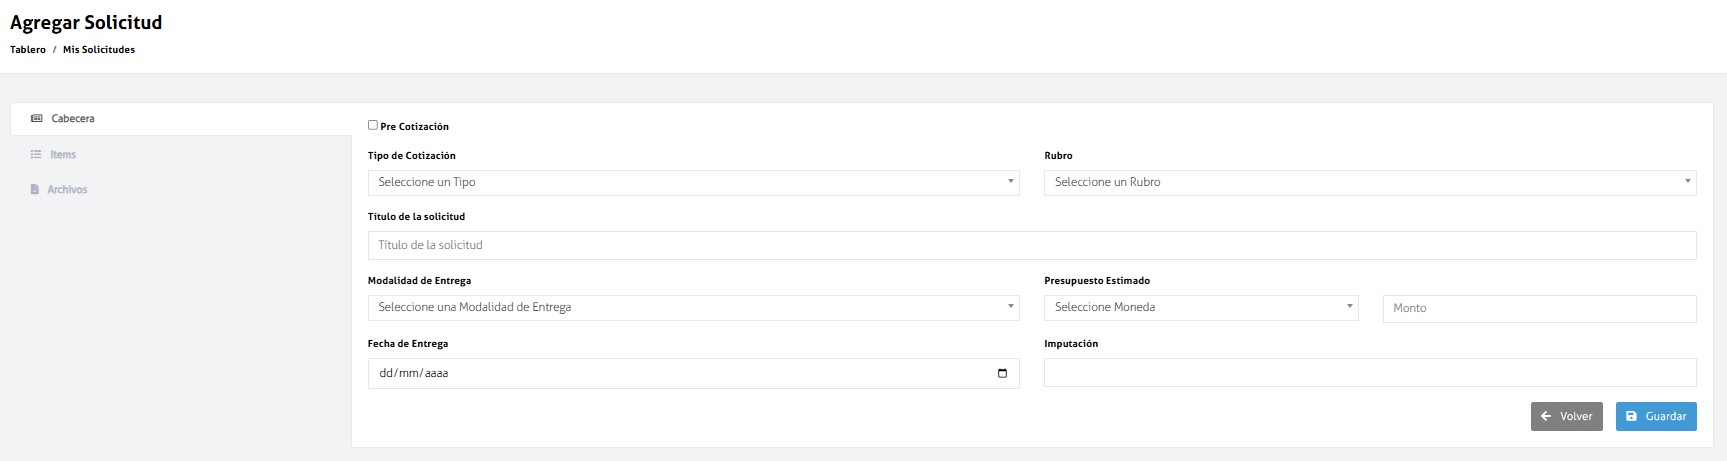 Agregar Solicitud
Tablero / Mis Solicitudes
Cabecera
Items
Archivos
Pre Cotización
Tipo de Cotización
Rubro
Seleccione un Tipo
Seleccione un Rubro
Título de la solicitud
Título de la solicitud
Modalidad de Entrega
Presupuesto Estimado
Seleccione una Modalidad de Entrega
Seleccione Moneda
Monto
Fecha de Entrega
Imputación
dd/mm/aaaa
Volver
Guardar